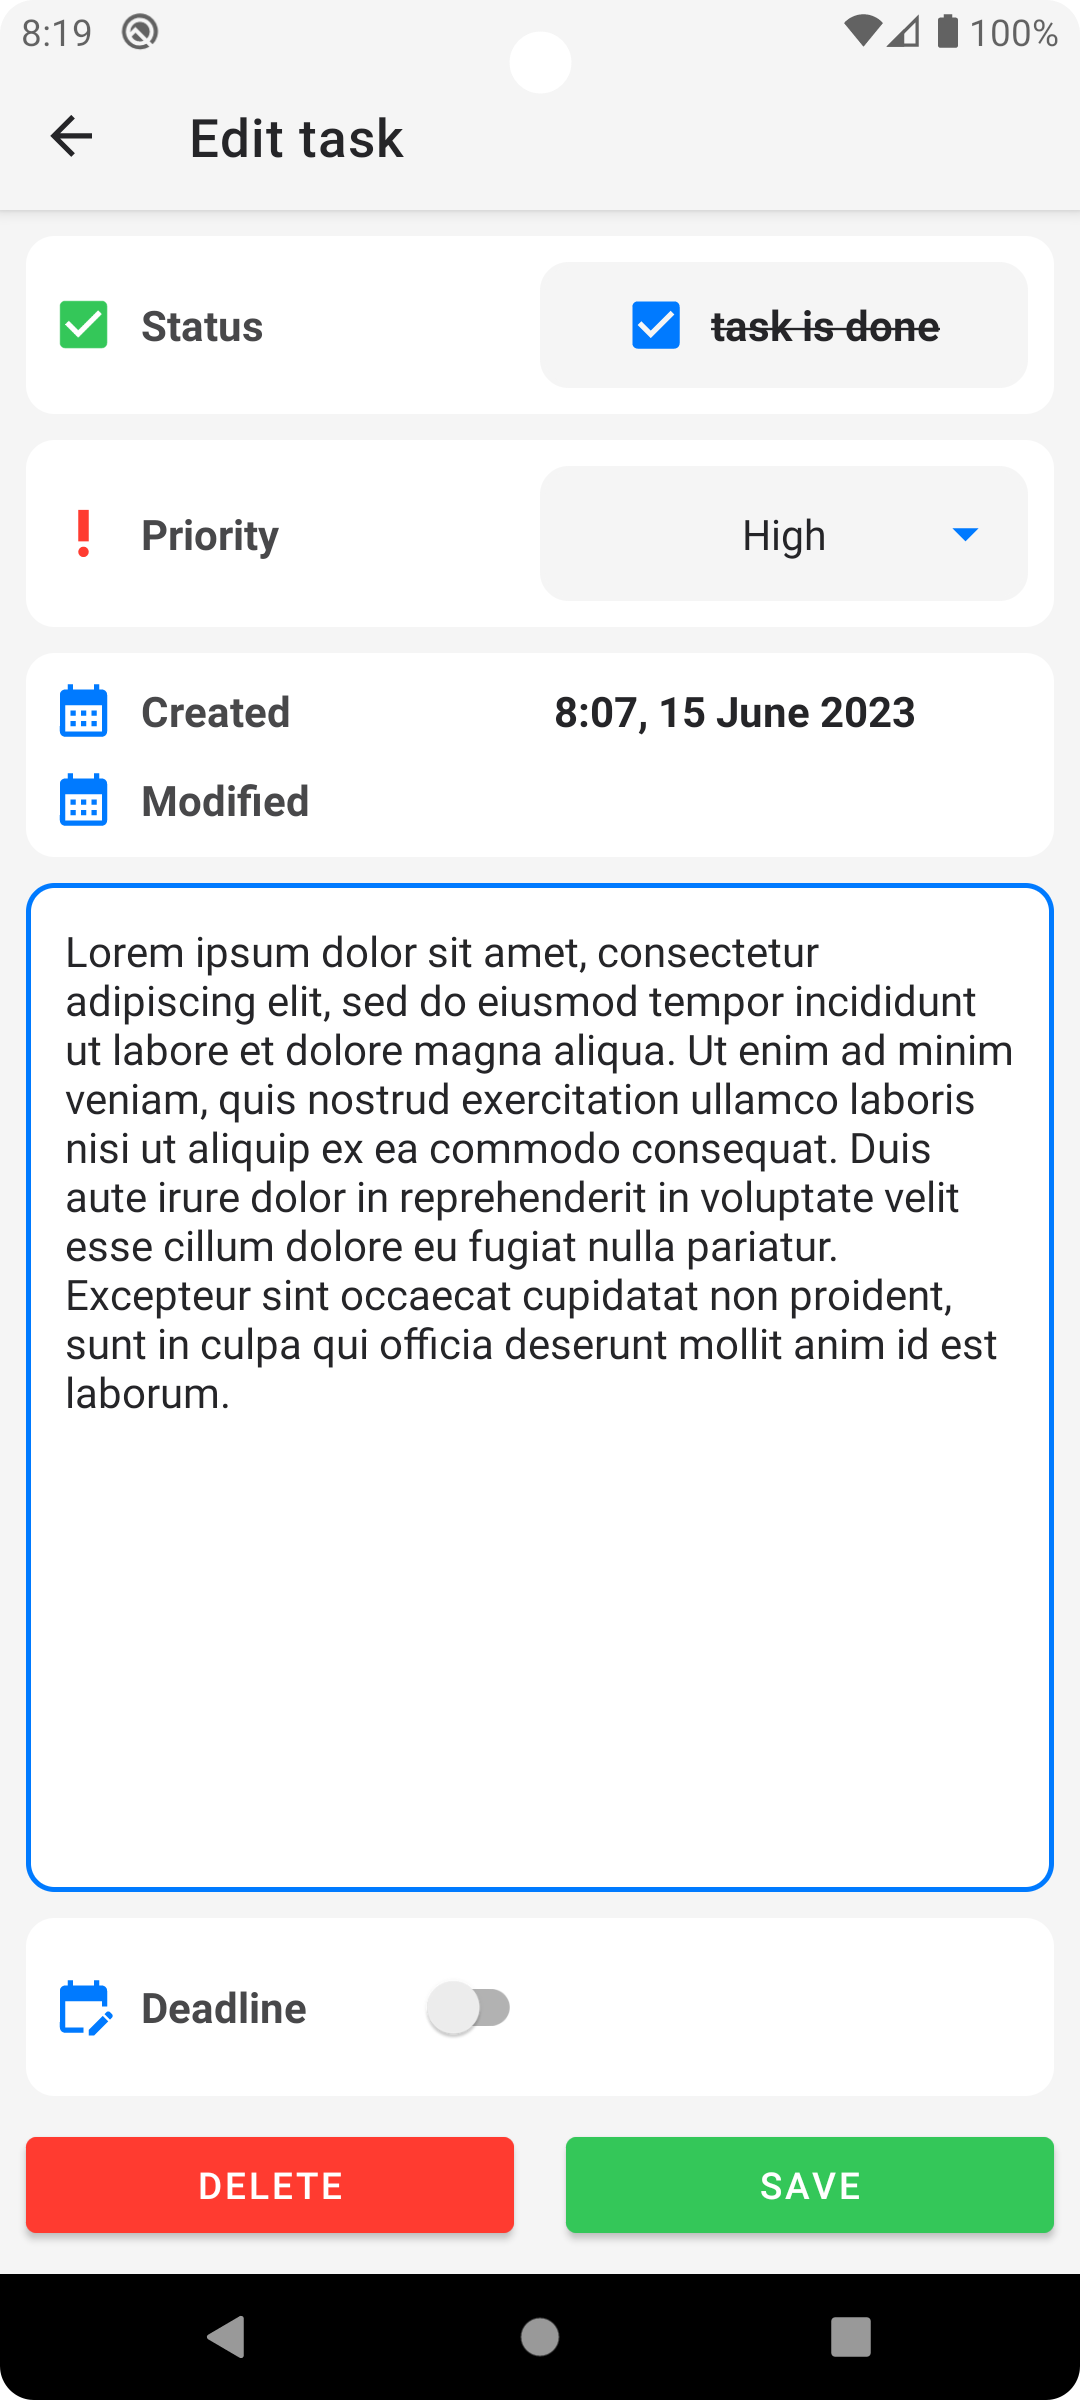 8:19
100%
Edit task
Status
task is done
Priority
High
Created
8:07, 15 June 2023
Modified
Lorem ipsum dolor sit amet, consectetur
adipiscing elit, sed do eiusmod tempor incididunt
ut labore et dolore magna aliqua. Ut enim ad minim
veniam, quis nostrud exercitation ullamco laboris
nisi ut aliquip ex ea commodo consequat. Duis
aute irure dolor in reprehenderit in voluptate velit
esse cillum dolore eu fugiat nulla pariatur.
Excepteur sint occaecat cupidatat non proident,
sunt in culpa qui officia deserunt mollit anim id est
laborum.
Deadline
DELETE
SAVE